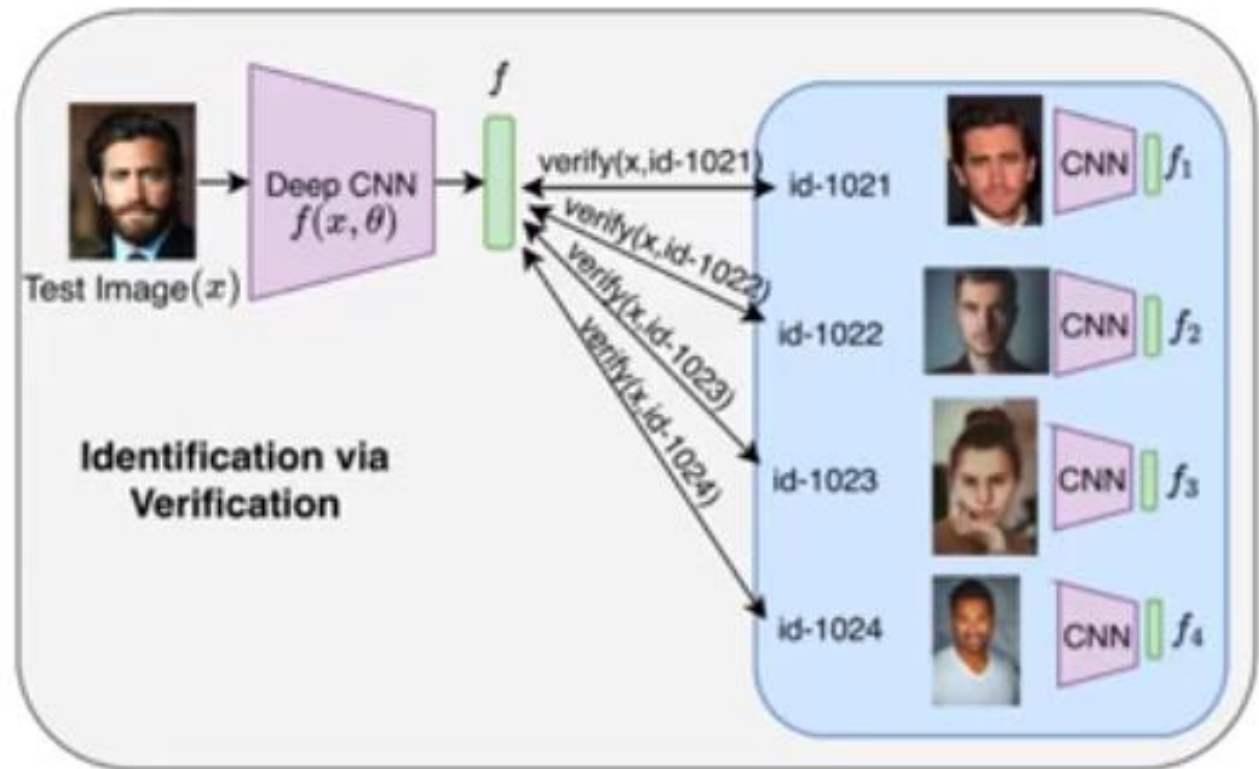 f
Deep CNN
f(x, θ)
Test Image(x)
verify(x,id-1021)
verify(x,id-1022)
verify(x,id-1023)
verify(x,id-1024)
Identification via
Verification
id-1021
CNN
f₁
id-1022
CNN
f₂
id-1023
CNN
f₃
id-1024
CNN
f₄